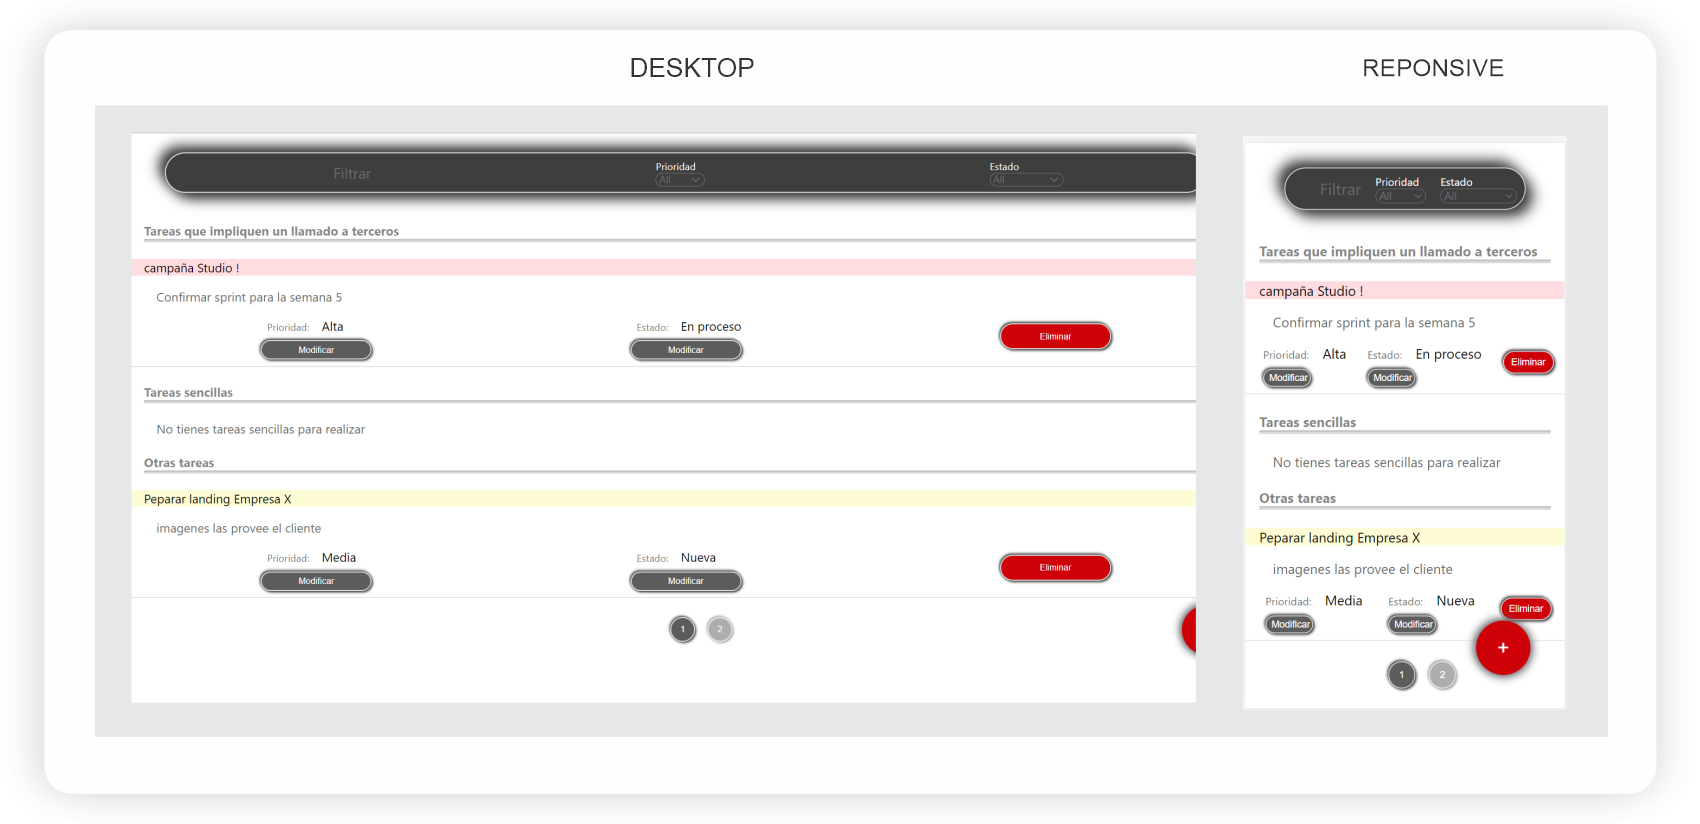 DESKTOP
Filtrar
Prioridad
All
Estado
All
Tareas que impliquen un llamado a terceros
campaña Studio !
Confirmar sprint para la semana 5
Prioridad: Alta
Estado: En proceso
Modificar
Modificar
Eliminar
Tareas sencillas
No tienes tareas sencillas para realizar
Otras tareas
Peparar landing Empresa X
imagenes las provee el cliente
Prioridad: Media
Estado: Nueva
Modificar
Modificar
Eliminar
1
2
REPONSIVE
Filtrar
Prioridad
All
Estado
All
Tareas que impliquen un llamado a terceros
campaña Studio !
Confirmar sprint para la semana 5
Prioridad: Alta
Estado: En proceso
Modificar
Modificar
Eliminar
Tareas sencillas
No tienes tareas sencillas para realizar
Otras tareas
Peparar landing Empresa X
imagenes las provee el cliente
Prioridad: Media
Estado: Nueva
Modificar
Modificar
Eliminar
+
1
2